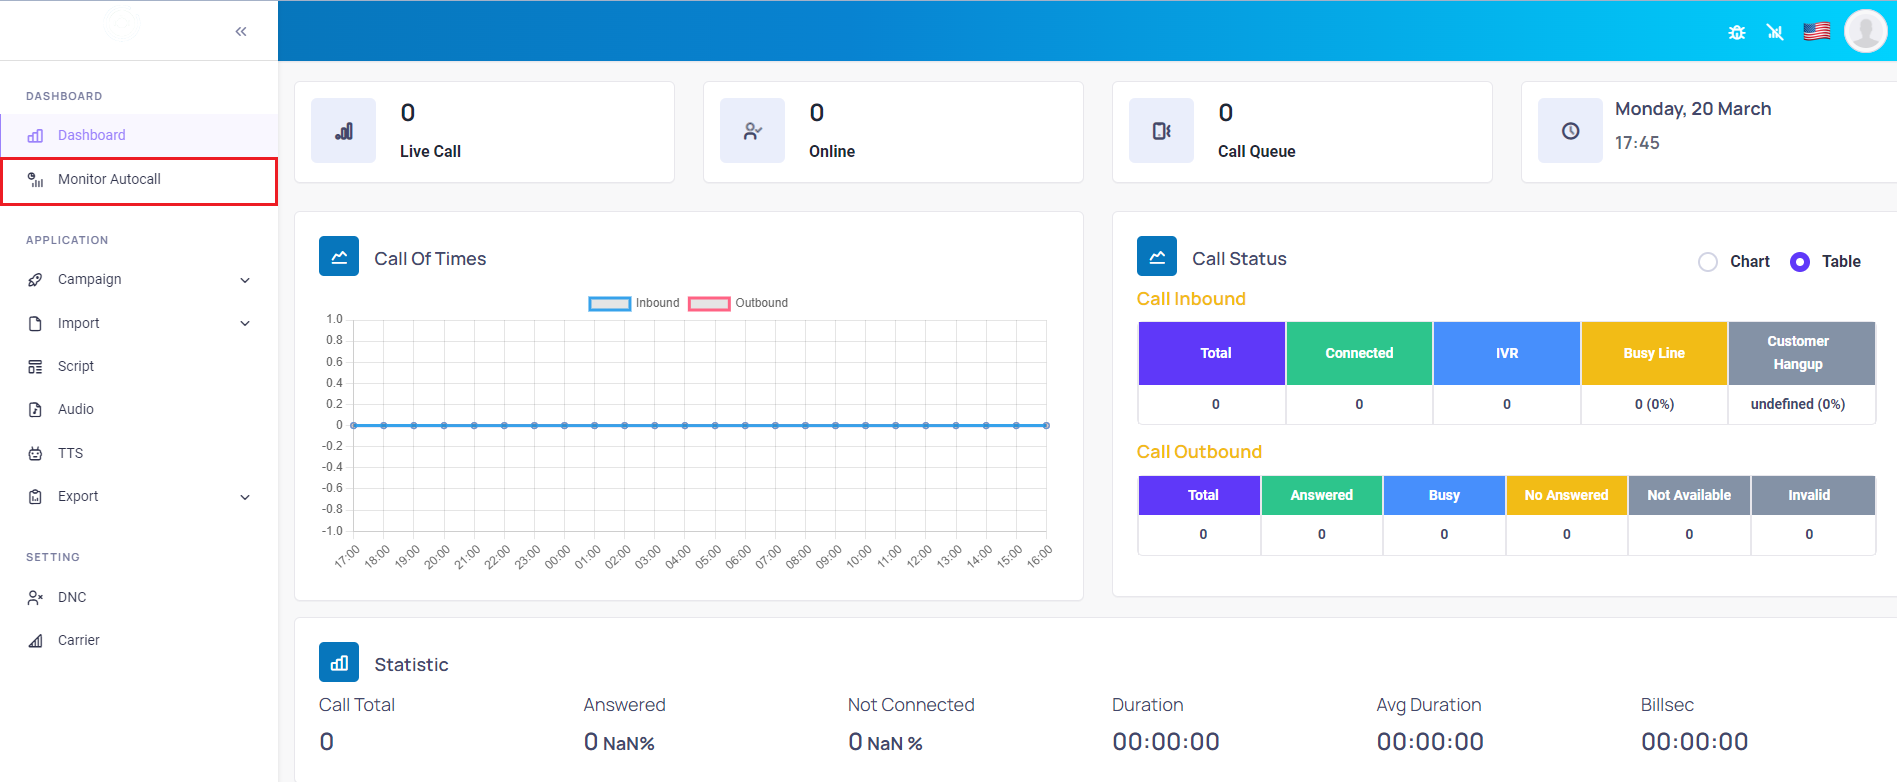 DASHBOARD
Dashboard
Monitor Autocall
APPLICATION
Campaign
Import
Script
Audio
TTS
Export
SETTING
DNC
Carrier
0
Live Call
0
Online
0
Call Queue
Monday, 20 March
17:45
Call Of Times
Inbound Outbound
1.0
0.8
0.6
0.4
0.2
0
-0.2
-0.4
-0.6
-0.8
-1.0
17:00 18:00 19:00 20:00 21:00 22:00 23:00 00:00 01:00 02:00 03:00 04:00 05:00 06:00 07:00 08:00 09:00 10:00 11:00 12:00 13:00 14:00 15:00 16:00
Call Status
Chart Table
Call Inbound
Total Connected IVR Busy Line Customer Hangup
0 0 0 0 (0%) undefined (0%)
Call Outbound
Total Answered Busy No Answered Not Available Invalid
0 0 0 0 0 0
Statistic
Call Total Answered Not Connected Duration Avg Duration Billsec
0 0 NaN% 0 NaN % 00:00:00 00:00:00 00:00:00